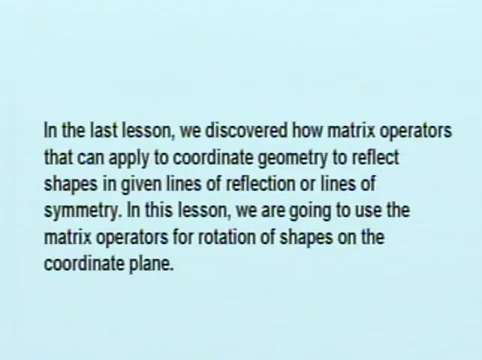 In the last lesson, we discovered how matrix operators
that can apply to coordinate geometry to reflect
shapes in given lines of reflection or lines of
symmetry. In this lesson, we are going to use the
matrix operators for rotation of shapes on the
coordinate plane.